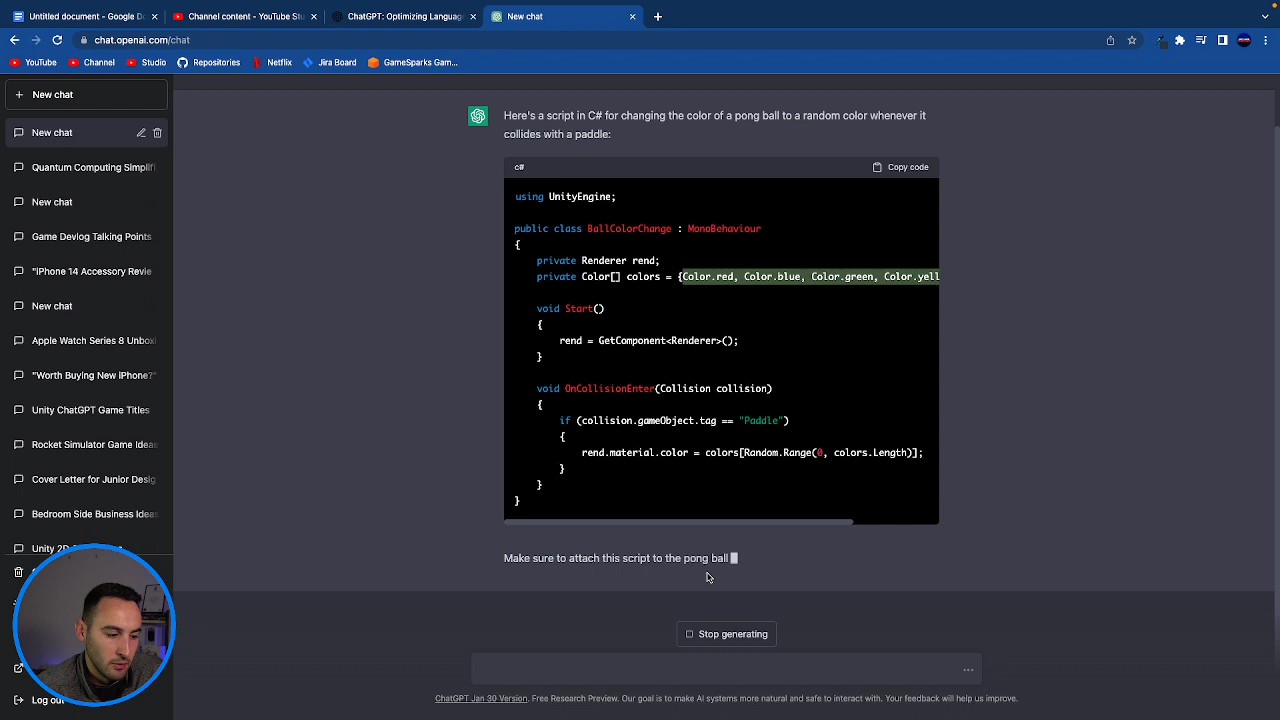 Untitled document - Google Do
Channel content - YouTube Stu
ChatGPT: Optimizing Language
New chat
chat.openai.com/chat
YouTube
Channel
Studio
Repositories
Netflix
Jira Board
GameSparks Gam...
New chat
New chat
Quantum Computing Simplifi
New chat
Game Devlog Talking Points
"IPhone 14 Accessory Revie
New chat
Apple Watch Series 8 Unboxi
"Worth Buying New iPhone?"
Unity ChatGPT Game Titles
Rocket Simulator Game Ideas
Cover Letter for Junior Desig
Bedroom Side Business Ideas
Unity 2D
Log out
Here's a script in C# for changing the color of a pong ball to a random color whenever it
collides with a paddle:
c#
Copy code
using UnityEngine;
public class BallColorChange : MonoBehaviour
{
private Renderer rend;
private Color[] colors = {Color.red, Color.blue, Color.green, Color.yell
void Start()
{
rend = GetComponent<Renderer>();
}
void OnCollisionEnter(Collision collision)
{
if (collision.gameObject.tag == "Paddle")
{
rend.material.color = colors[Random.Range(0, colors.Length)];
}
}
}
Make sure to attach this script to the pong ball
Stop generating
ChatGPT Jan 30 Version. Free Research Preview. Our goal is to make AI systems more natural and safe to interact with. Your feedback will help us improve.